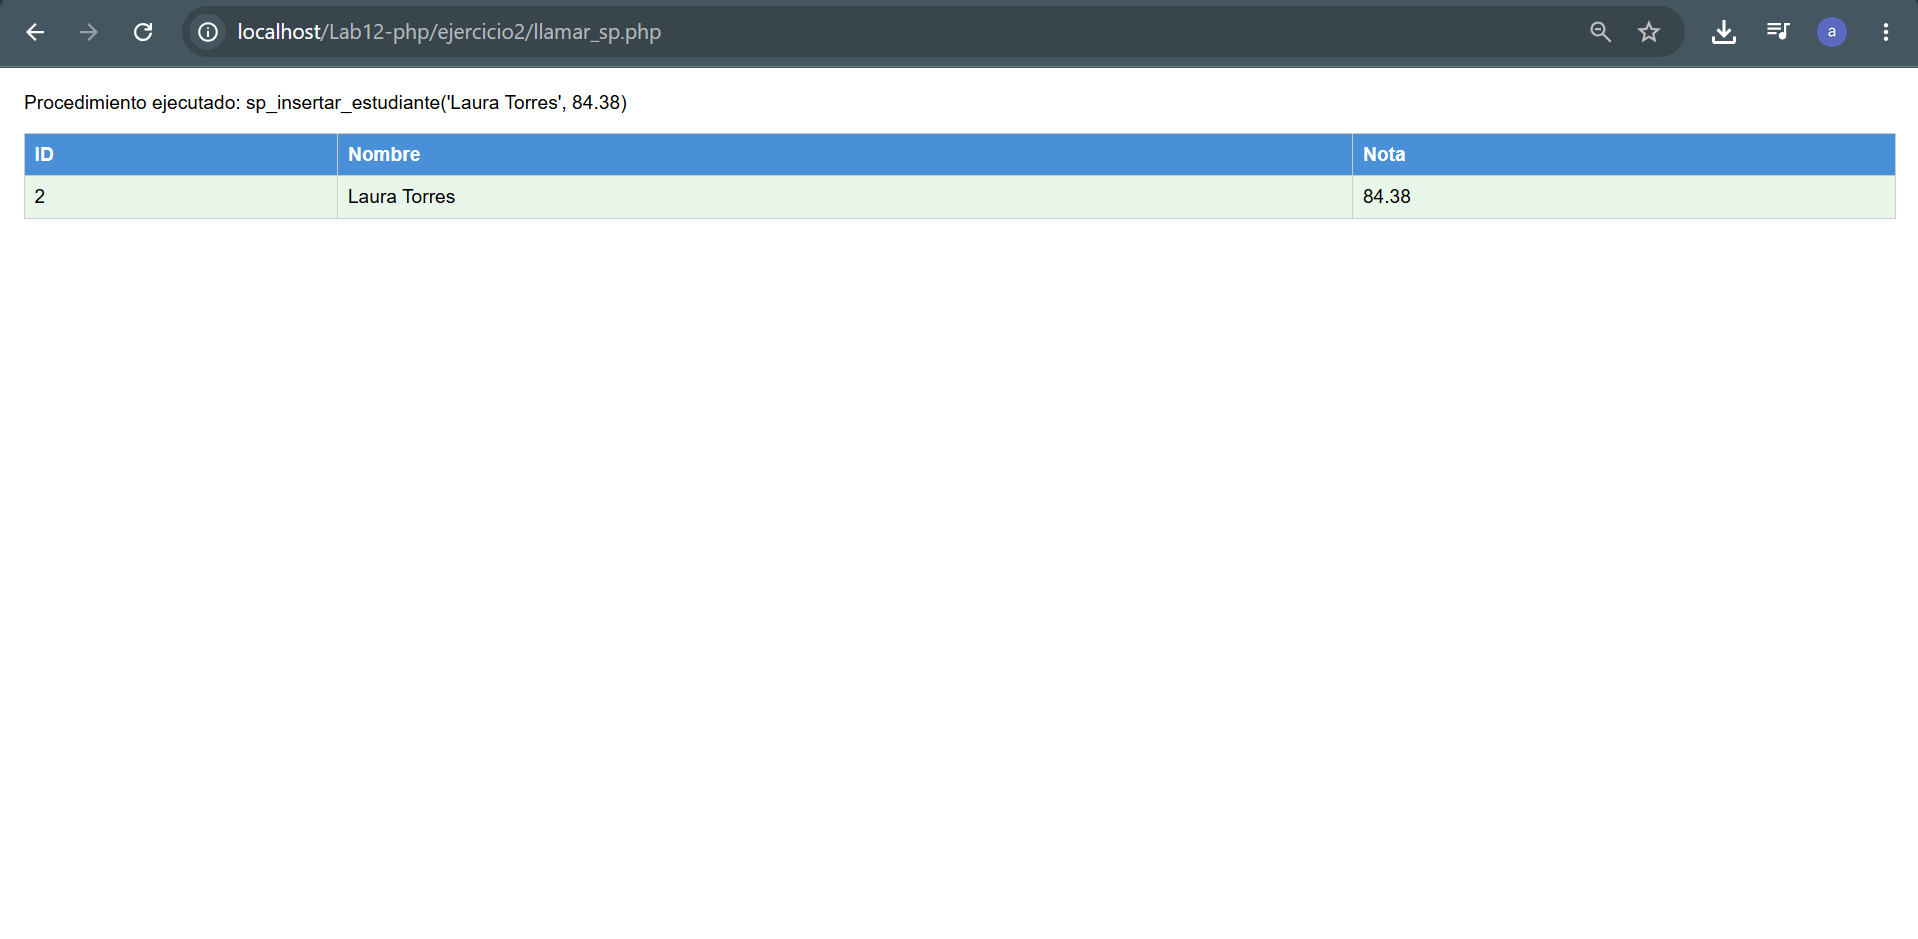 localhost/Lab12-php/ejercicio2/llamar_sp.php
a
Procedimiento ejecutado: sp_insertar_estudiante('Laura Torres', 84.38)
ID Nombre Nota
2 Laura Torres 84.38